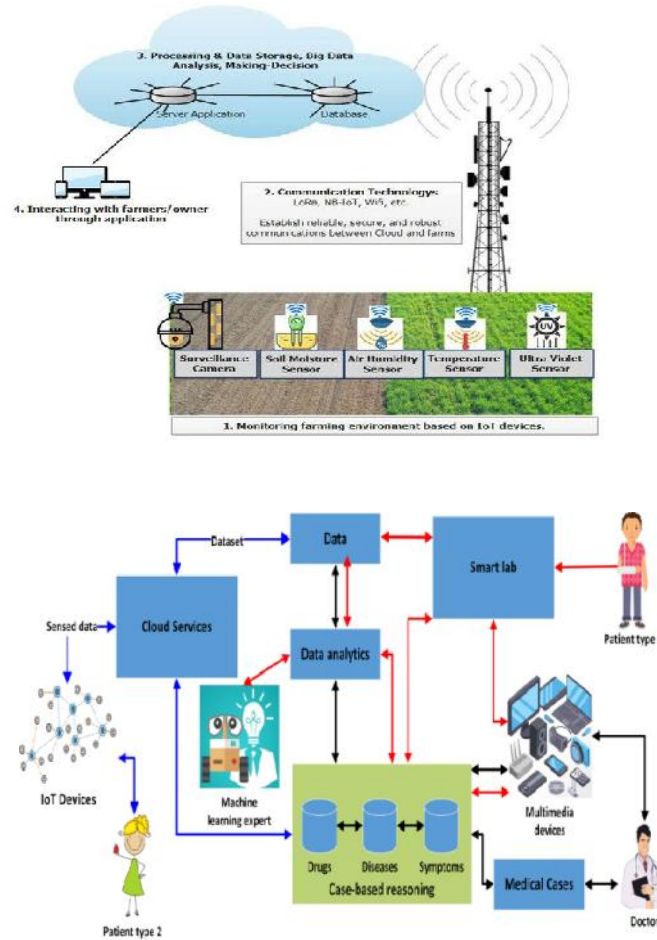 3. Processing & Data Storage, Big Data
Analysis, Making-Decision
Server Application
Database
4. Interacting with farmers/owner
through application
2. Communication Technologys:
LoRa, NB-IoT, Wifi, etc.
Establish reliable, secure, and robust
communications between Cloud and farms
UV
Surveillance
Camera
Soil Moisture
Sensor
Air Humidity
Sensor
Temperature
Sensor
Ultra Violet
Sensor
1. Monitoring farming environment based on IoT devices.
Dataset
Data
Smart lab
Patient type
Sensed data
Cloud Services
Data analytics
IoT Devices
Machine
learning expert
Multimedia
devices
Drugs
Diseases
Symptoms
Case-based reasoning
Medical Cases
Doctor
Patient type 2